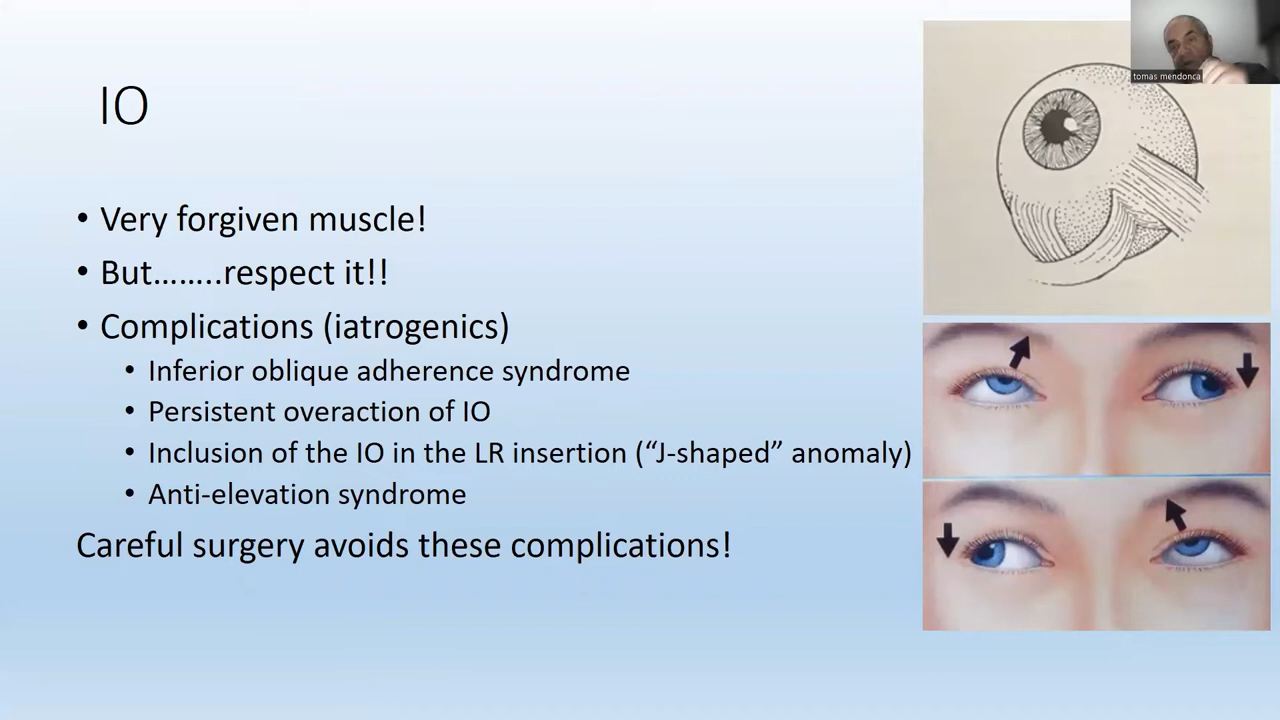 tomas mendonca
IO
• Very forgiven muscle!
• But……..respect it!!
• Complications (iatrogenics)
• Inferior oblique adherence syndrome
• Persistent overaction of IO
• Inclusion of the IO in the LR insertion (“J-shaped” anomaly)
• Anti-elevation syndrome
Careful surgery avoids these complications!